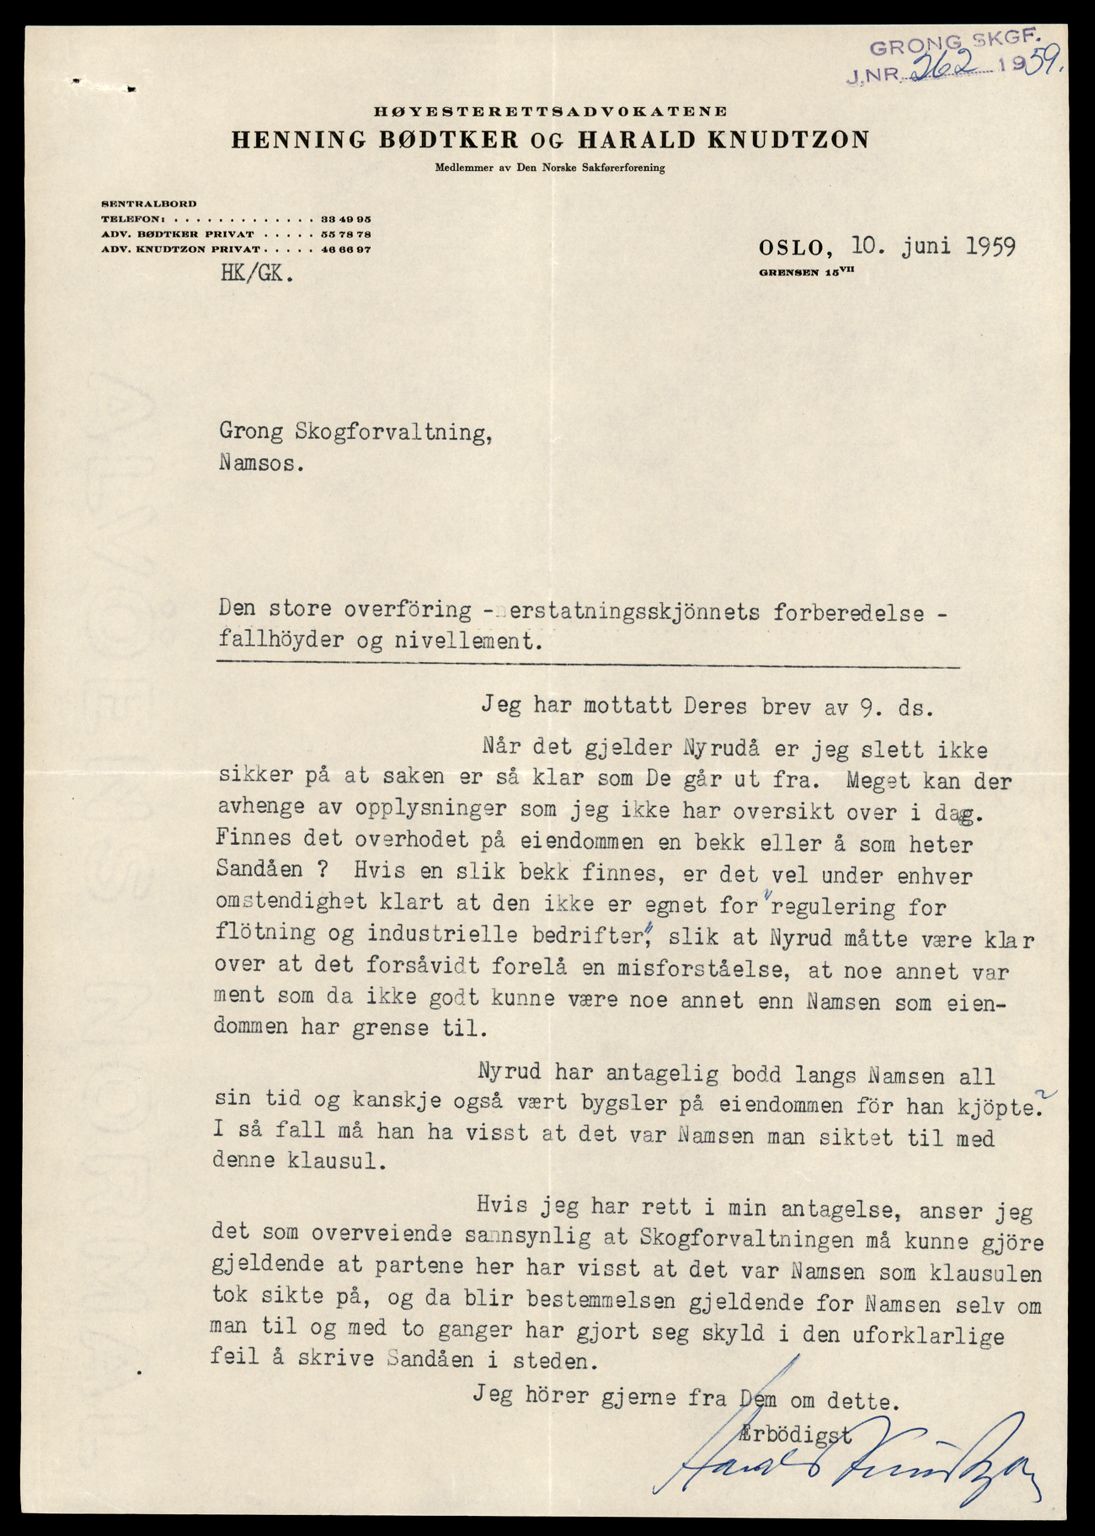 GRONG SKGF.
J.NR. 262 1959.
HØYESTERETTSADVOKATENE
HENNING BØDTKER OG HARALD KNUDTZON
Medlemmer av Den Norske Sakførerforening
SENTRALBORD
TELEFON: . . . . . . . . . . . . . . 33 49 95
ADV. BØDTKER PRIVAT . . . . . 55 78 78
ADV. KNUDTZON PRIVAT . . . . . 46 66 97
HK/GK.
OSLO, 10. juni 1959
GRENSEN 15VII
Grong Skogforvaltning,
Namsos.
Den store overföring - erstatningsskjönnets forberedelse -
fallhöyder og nivellement.
Jeg har mottatt Deres brev av 9. ds.
Når det gjelder Nyrudå er jeg slett ikke
sikker på at saken er så klar som De går ut fra. Meget kan der
avhenge av opplysninger som jeg ikke har oversikt over i dag.
Finnes det overhodet på eiendommen en bekk eller å som heter
Sandåen ? Hvis en slik bekk finnes, er det vel under enhver
omstendighet klart at den ikke er egnet for "regulering for
flötning og industrielle bedrifter", slik at Nyrud måtte være klar
over at det forsåvidt forelå en misforståelse, at noe annet var
ment som da ikke godt kunne være noe annet enn Namsen som eien-
dommen har grense til.
Nyrud har antagelig bodd langs Namsen all
sin tid og kanskje også vært bygsler på eiendommen för han kjöpte?
I så fall må han ha visst at det var Namsen man siktet til med
denne klausul.
Hvis jeg har rett i min antagelse, anser jeg
det som overveiende sannsynlig at Skogforvaltningen må kunne gjöre
gjeldende at partene her har visst at det var Namsen som klausulen
tok sikte på, og da blir bestemmelsen gjeldende for Namsen selv om
man til og med to ganger har gjort seg skyld i den uforklarlige
feil å skrive Sandåen i steden.
Jeg hörer gjerne fra Dem om dette.
Ærbödigst
Harald Knudtzon